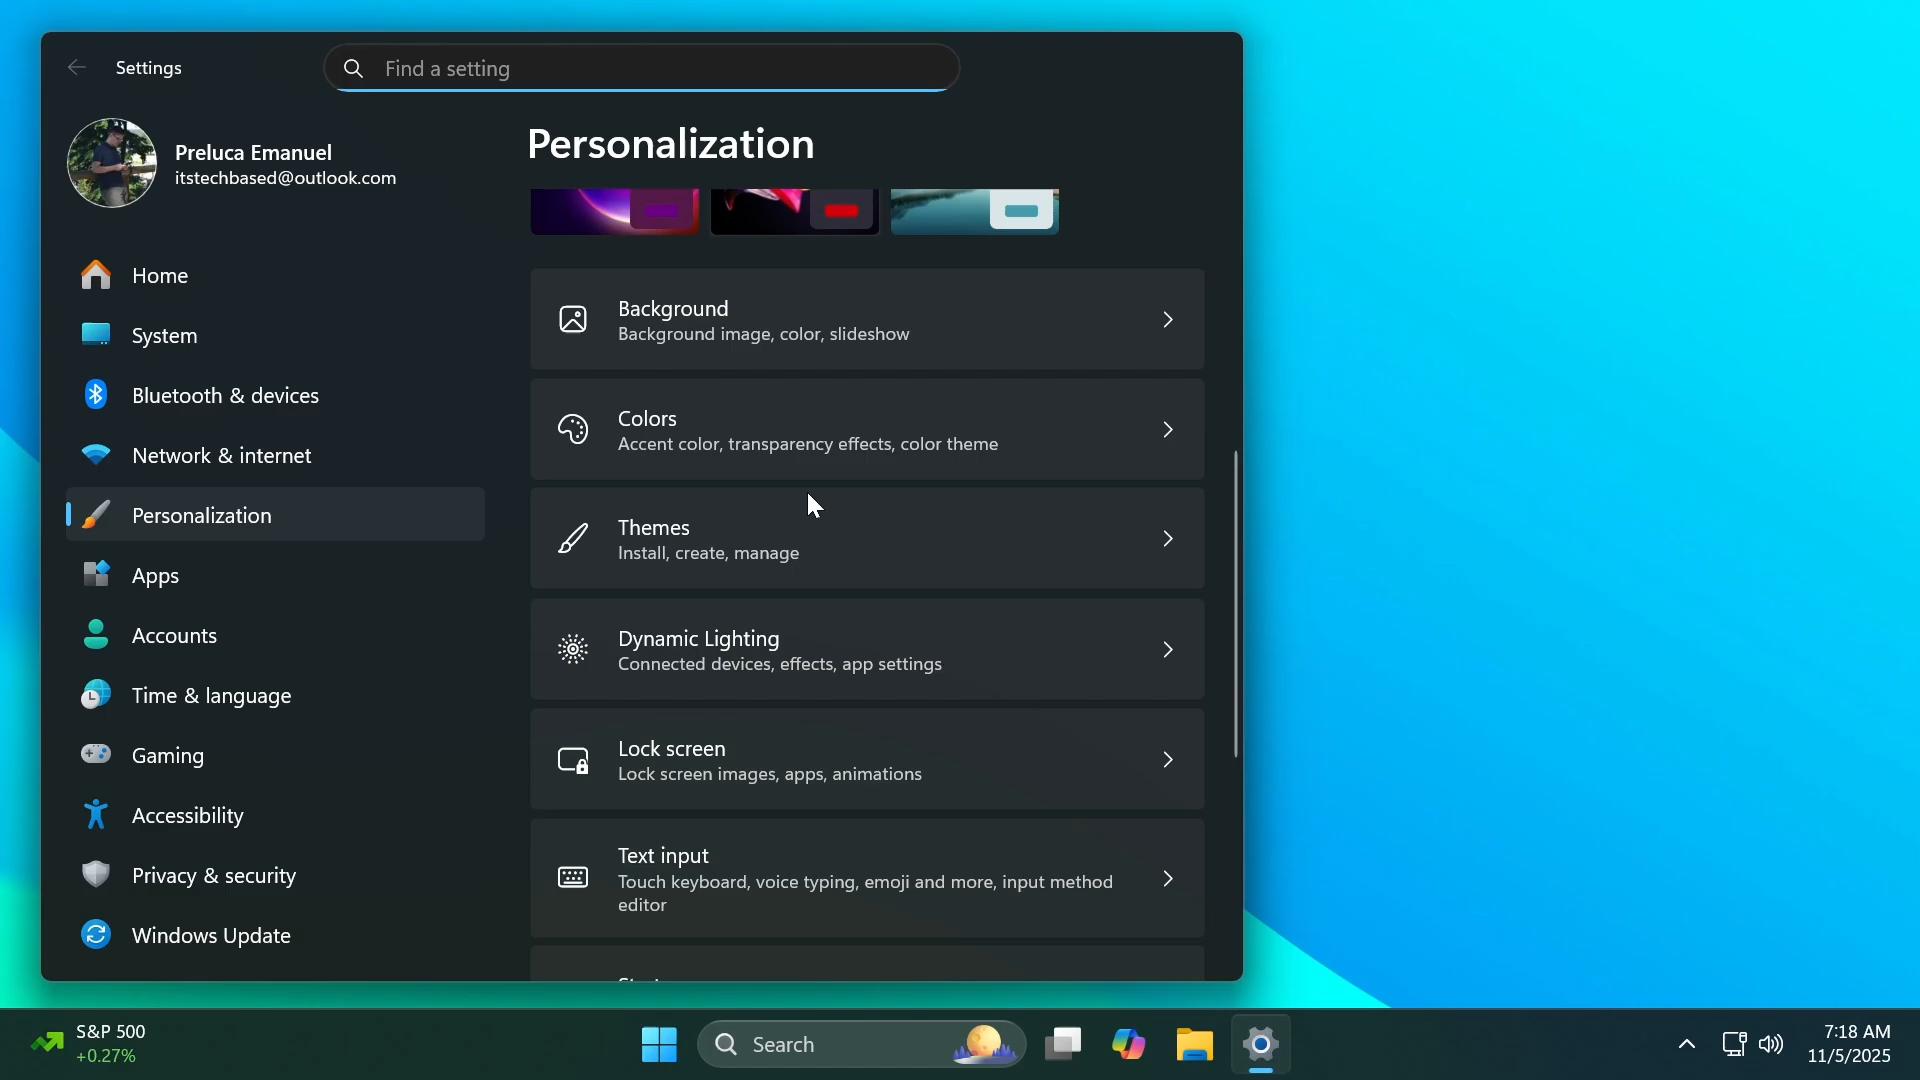 Settings
Find a setting
Preluca Emanuel
itstechbased@outlook.com
Home
System
Bluetooth & devices
Network & internet
Personalization
Apps
Accounts
Time & language
Gaming
Accessibility
Privacy & security
Windows Update
Personalization
Background
Background image, color, slideshow
Colors
Accent color, transparency effects, color theme
Themes
Install, create, manage
Dynamic Lighting
Connected devices, effects, app settings
Lock screen
Lock screen images, apps, animations
Text input
Touch keyboard, voice typing, emoji and more, input method
editor
S&P 500
+0.27%
Search
7:18 AM
11/5/2025